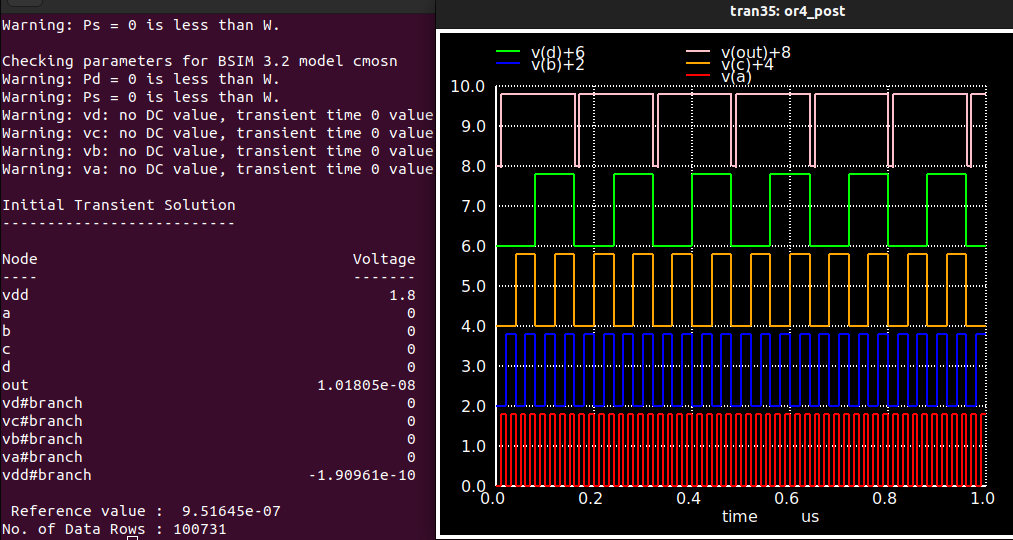 Warning: Ps = 0 is less than W.
Checking parameters for BSIM 3.2 model cmosn
Warning: Pd = 0 is less than W.
Warning: Ps = 0 is less than W.
Warning: vd: no DC value, transient time 0 value
Warning: vc: no DC value, transient time 0 value
Warning: vb: no DC value, transient time 0 value
Warning: va: no DC value, transient time 0 value
Initial Transient Solution
--------------------------
Node Voltage
---- -------
vdd 1.8
a 0
b 0
c 0
d 0
out 1.01805e-08
vd#branch 0
vc#branch 0
vb#branch 0
va#branch 0
vdd#branch -1.90961e-10
Reference value : 9.51645e-07
No. of Data Rows : 100731
tran35: or4_post
v(d)+6 v(out)+8
v(b)+2 v(c)+4
v(a)
10.0
9.0
8.0
7.0
6.0
5.0
4.0
3.0
2.0
1.0
0.0
0.0 0.2 0.4 0.6 0.8 1.0
time us